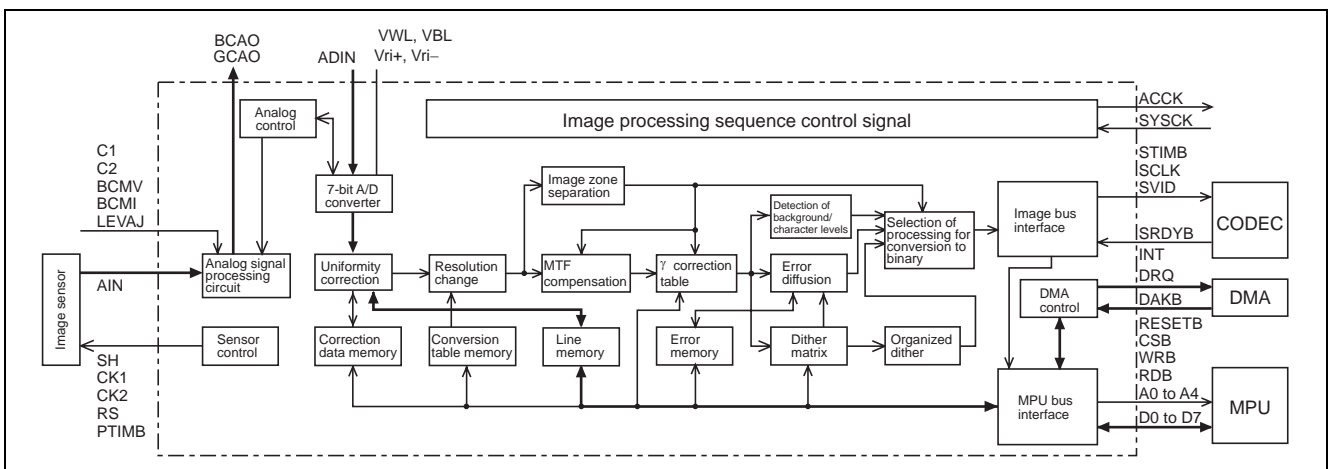 BCAO
GCAO
ADIN
VWL, VBL
Vri+, Vri−
Analog
control
Image processing sequence control signal
ACCK
SYSCK
C1
C2
BCMV
BCMI
LEVAJ
7-bit A/D
converter
Image zone
separation
Detection of
background/
character levels
Selection of
processing for
conversion to
binary
Image bus
interface
STIMB
SCLK
SVID
SRDYB
INT
CODEC
Image sensor
AIN
Analog signal
processing
circuit
Uniformity
correction
Resolution
change
MTF
compensation
γ correction
table
Error
diffusion
DMA
control
DRQ
DAKB
DMA
Sensor
control
Correction
data memory
Conversion
table memory
Line
memory
Error
memory
Dither
matrix
Organized
dither
SH
CK1
CK2
RS
PTIMB
MPU bus
interface
RESETB
CSB
WRB
RDB
A0 to A4
D0 to D7
MPU